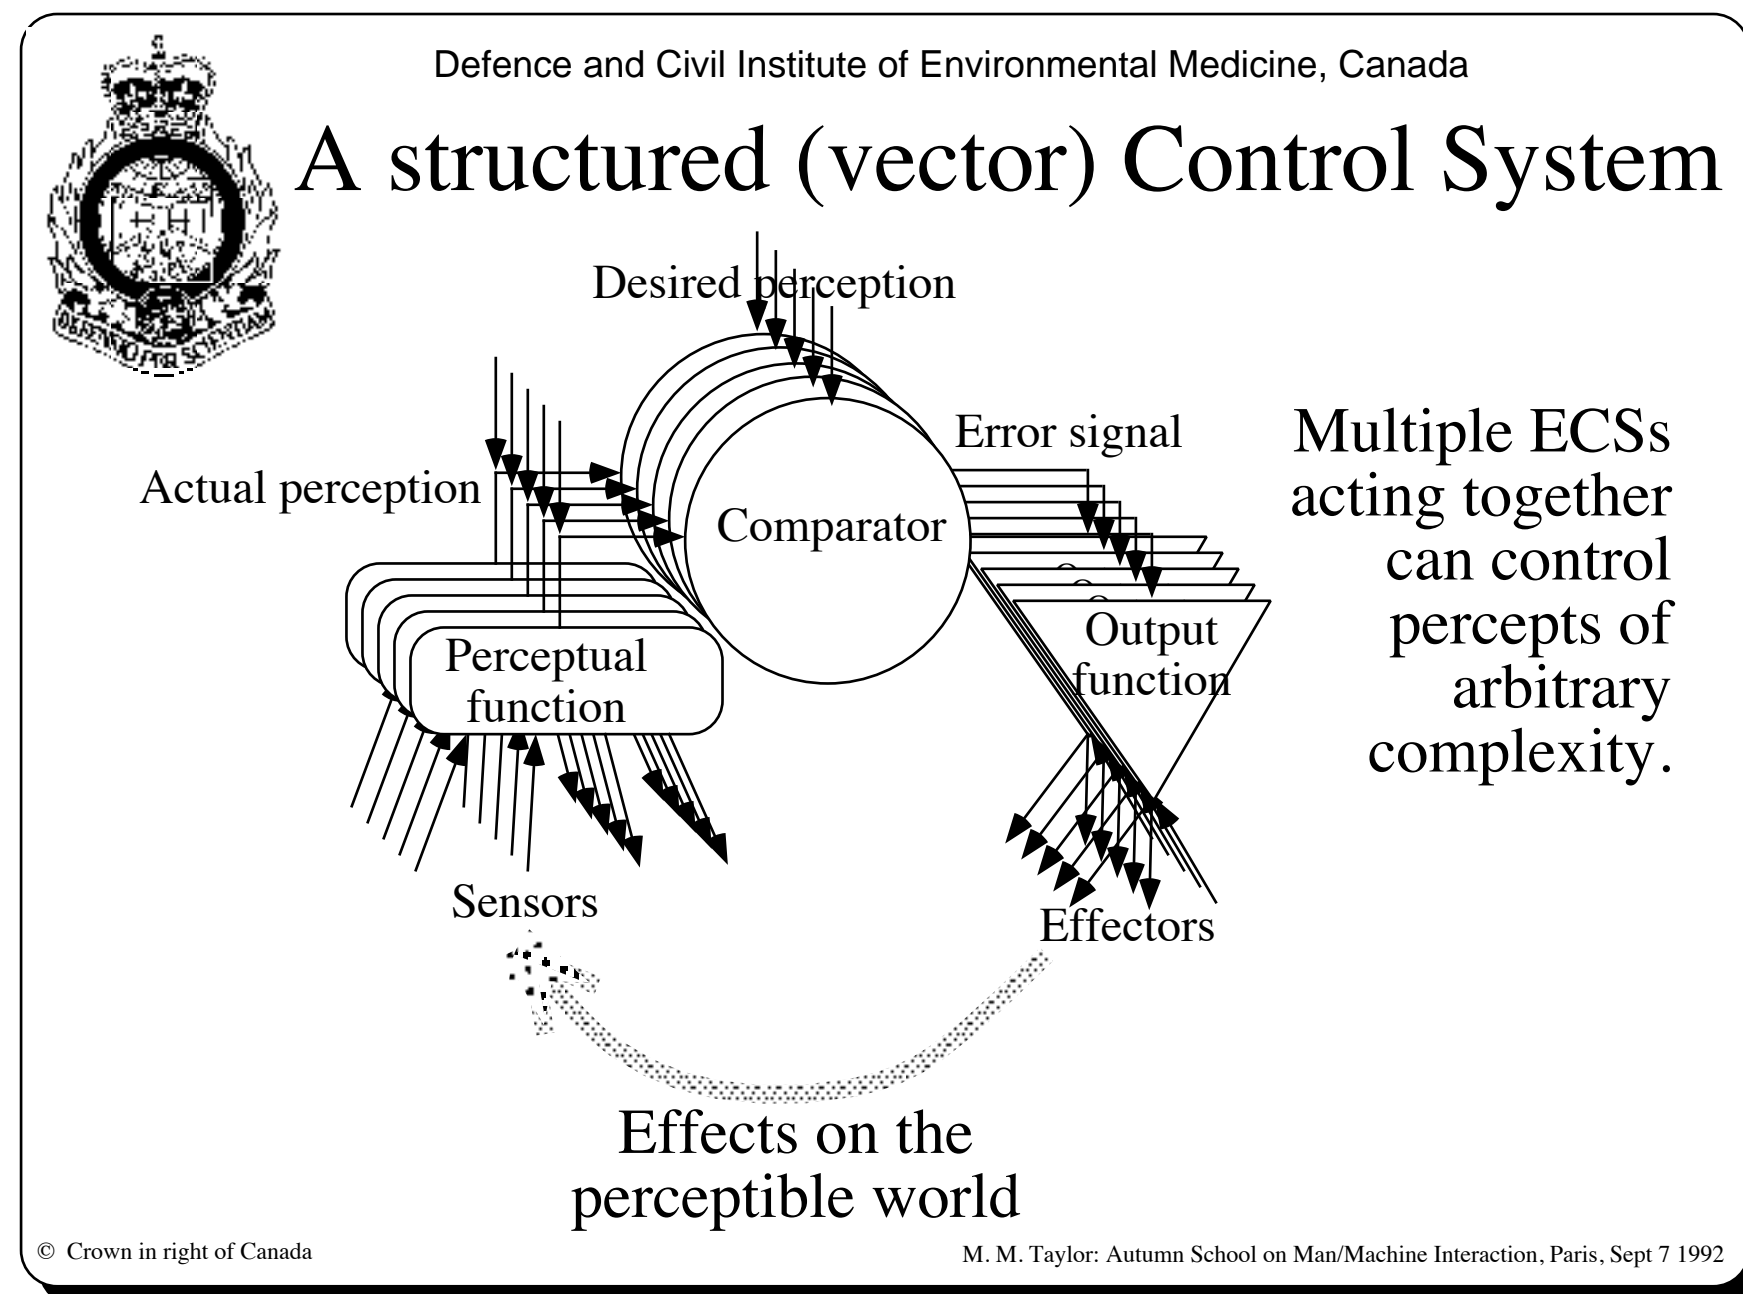 Defence and Civil Institute of Environmental Medicine, Canada
A structured (vector) Control System
Desired perception
Error signal
Actual perception
Comparator
Multiple ECSs
acting together
can control
percepts of
arbitrary
complexity.
Perceptual
function
Output
function
Sensors
Effectors
Effects on the
perceptible world
© Crown in right of Canada
M. M. Taylor: Autumn School on Man/Machine Interaction, Paris, Sept 7 1992